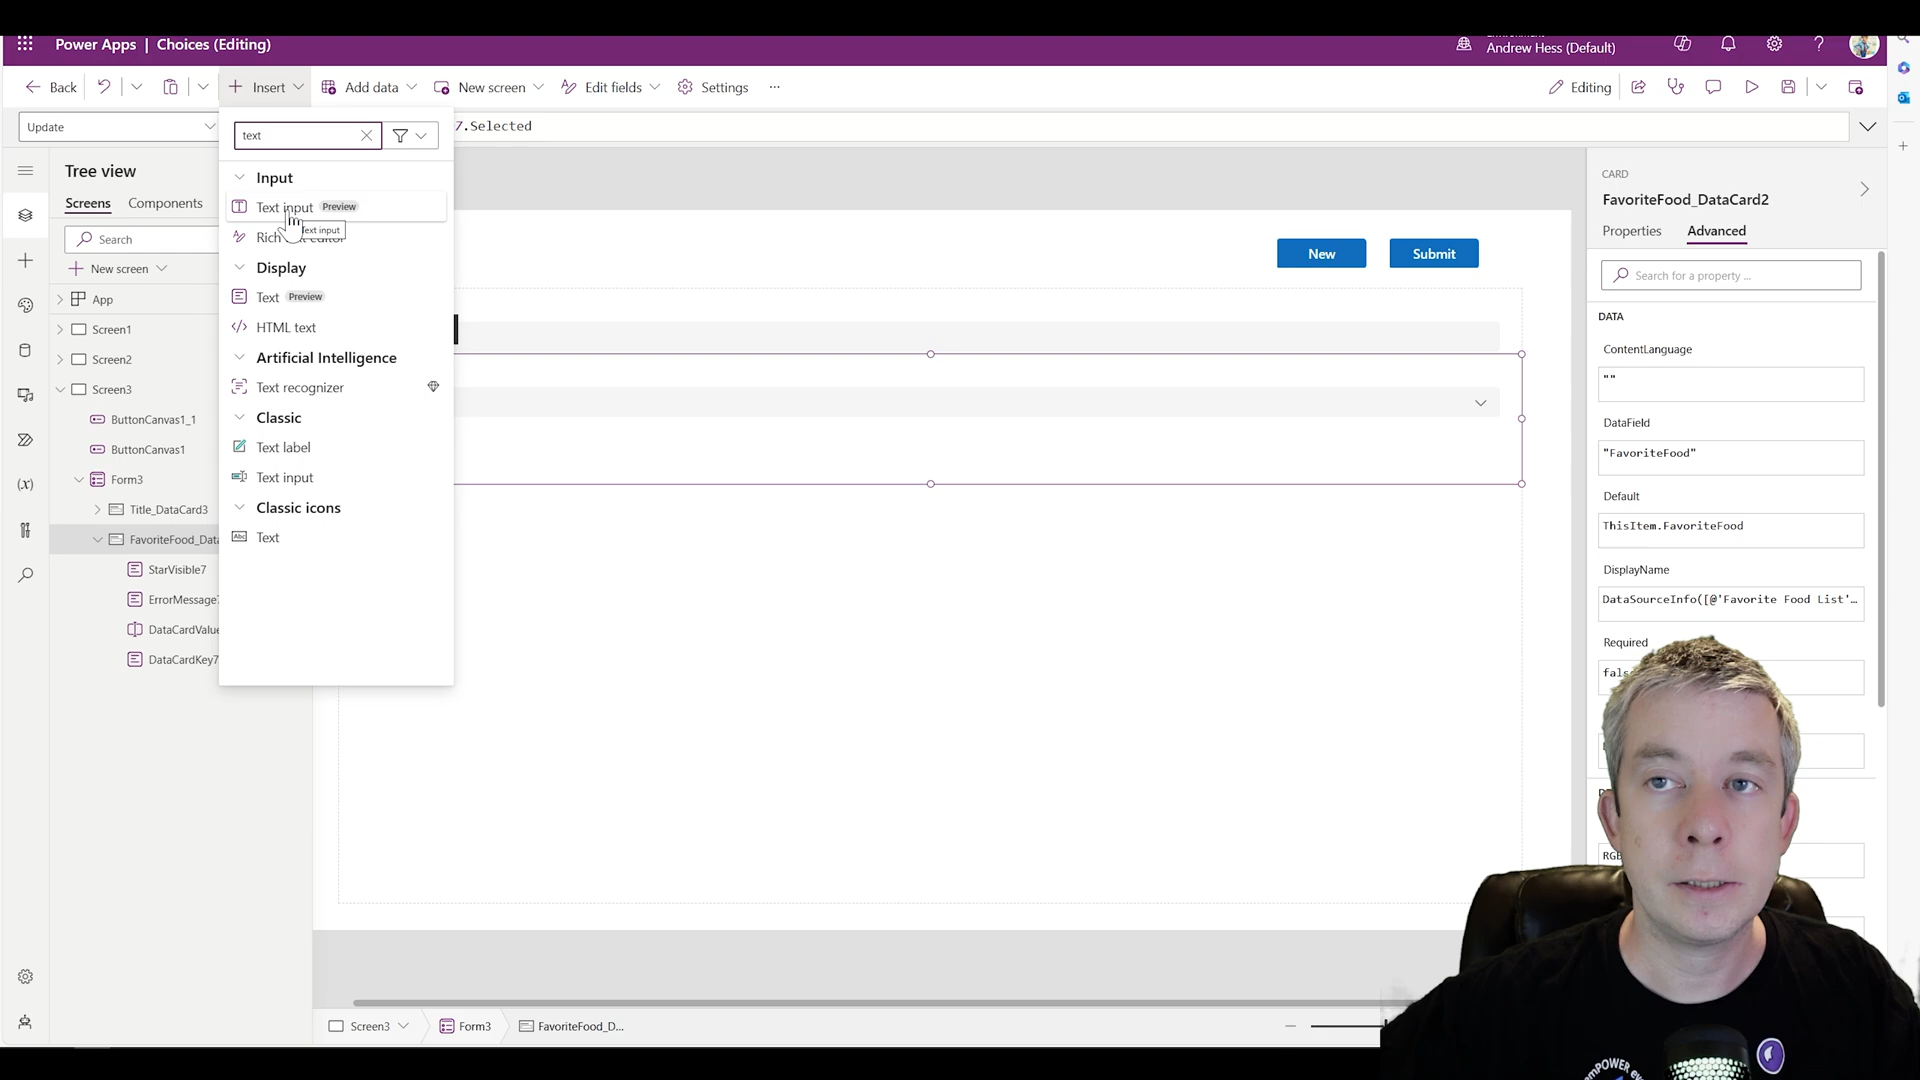 Power Apps | Choices (Editing)
Andrew Hess (Default)
Back
Insert
Add data
New screen
Edit fields
Settings
Editing
Update
text
7.Selected
Tree view
Screens
Components
Search
New screen
App
Screen1
Screen2
Screen3
ButtonCanvas1_1
ButtonCanvas1
Form3
Title_DataCard3
FavoriteFood_Data
StarVisible7
ErrorMessage7
DataCardValue
DataCardKey7
Input
Text input Preview
Text input
Display
Text Preview
HTML text
Artificial Intelligence
Text recognizer
Classic
Text label
Text input
Classic icons
Text
New
Submit
CARD
FavoriteFood_DataCard2
Properties
Advanced
Search for a property ...
DATA
ContentLanguage
""
DataField
"FavoriteFood"
Default
ThisItem.FavoriteFood
DisplayName
DataSourceInfo([@'Favorite Food List'...
Required
Screen3
Form3
FavoriteFood_D...